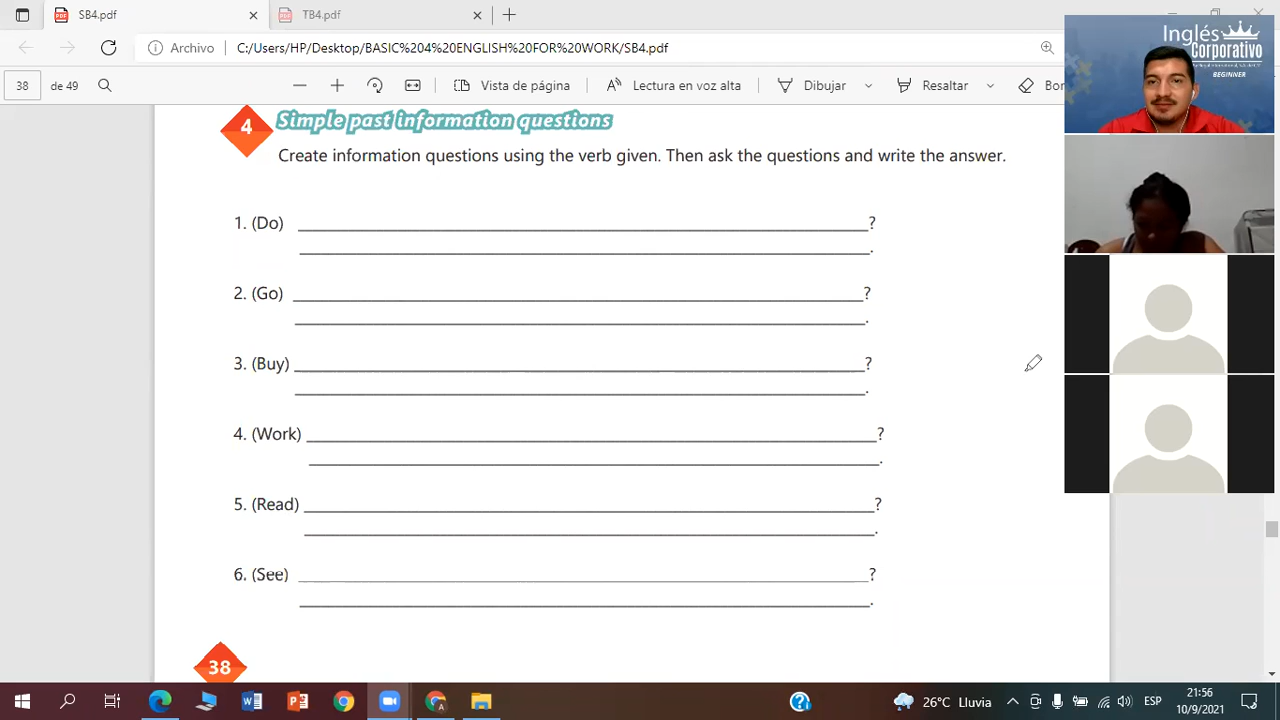 SB4.pdf
TB4.pdf
Archivo C:/Users/HP/Desktop/BASIC%204%20ENGLISH%20FOR%20WORK/SB4.pdf
38 de 49 Vista de página Lectura en voz alta Dibujar Resaltar Bor
Inglés
Corporativo
BEGINNER
4 Simple past information questions
Create information questions using the verb given. Then ask the questions and write the answer.
1. (Do) ?
.
2. (Go) ?
.
3. (Buy) ?
.
4. (Work) ?
.
5. (Read) ?
.
6. (See) ?
.
38
26°C Lluvia ESP 21:56
10/9/2021